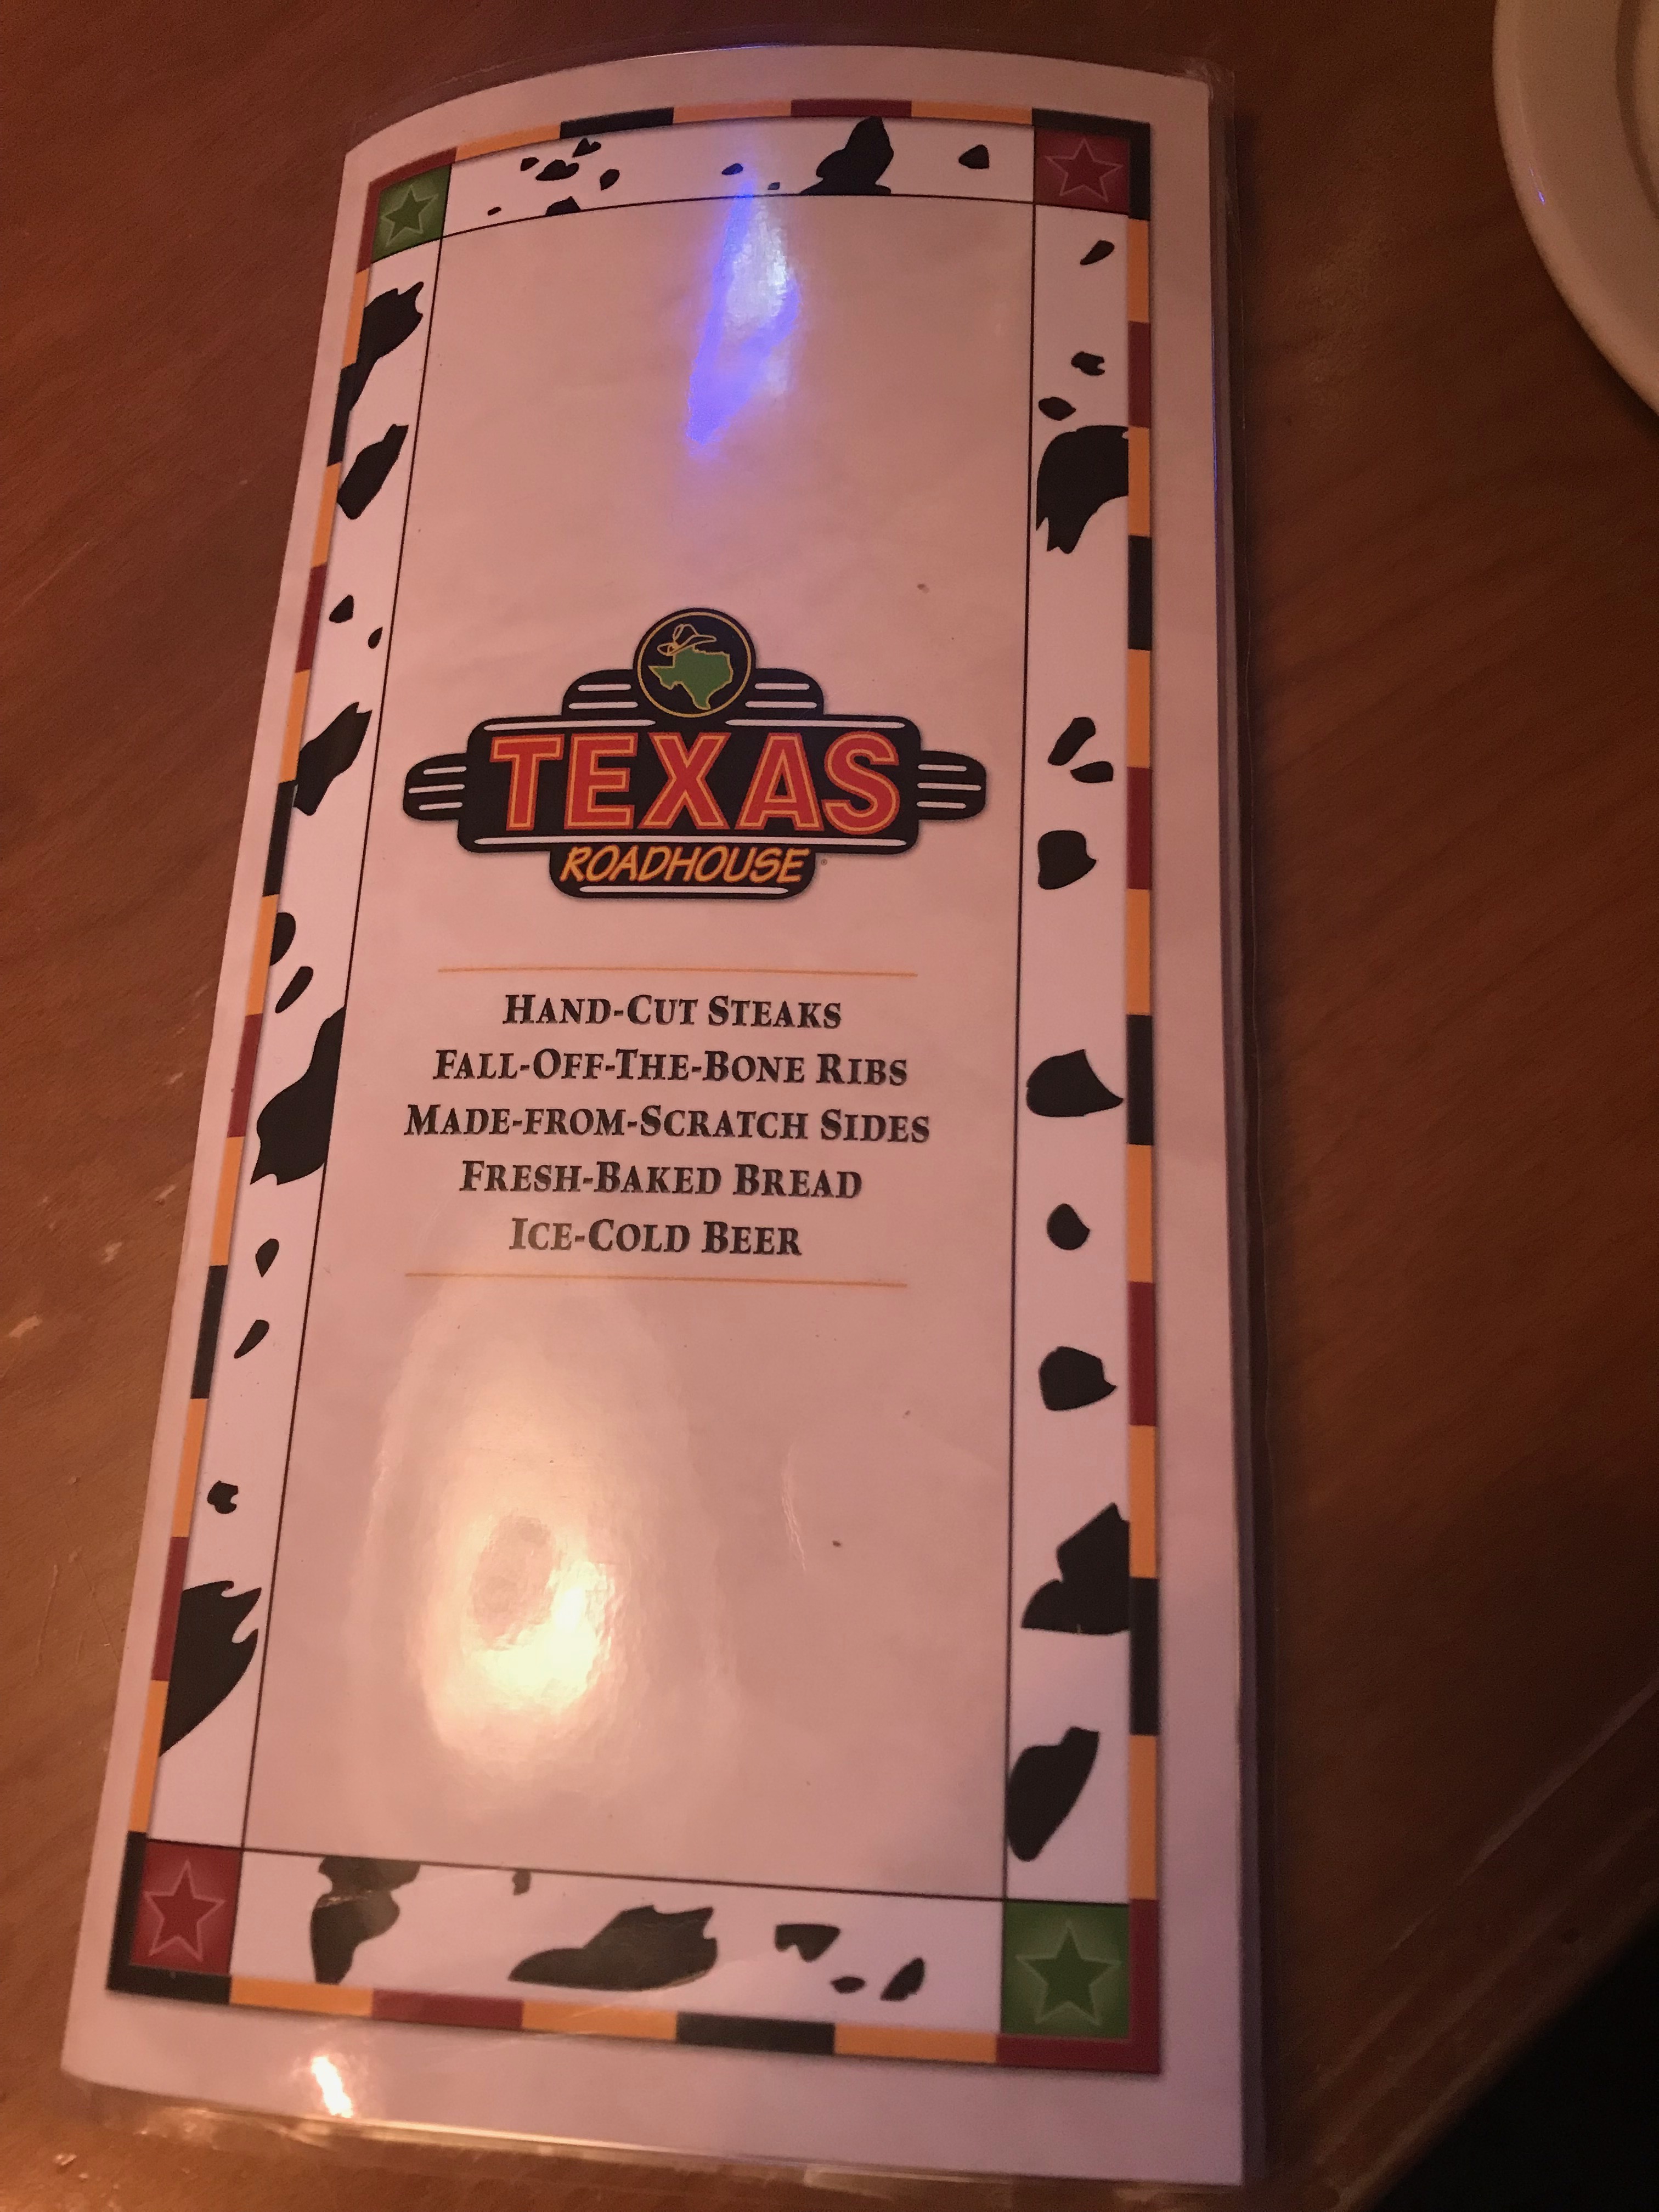 TEXAS
ROADHOUSE
HAND-CUT STEAKS
FALL-OFF-THE-BONE RIBS
MADE-FROM-SCRATCH SIDES
FRESH-BAKED BREAD
ICE-COLD BEER